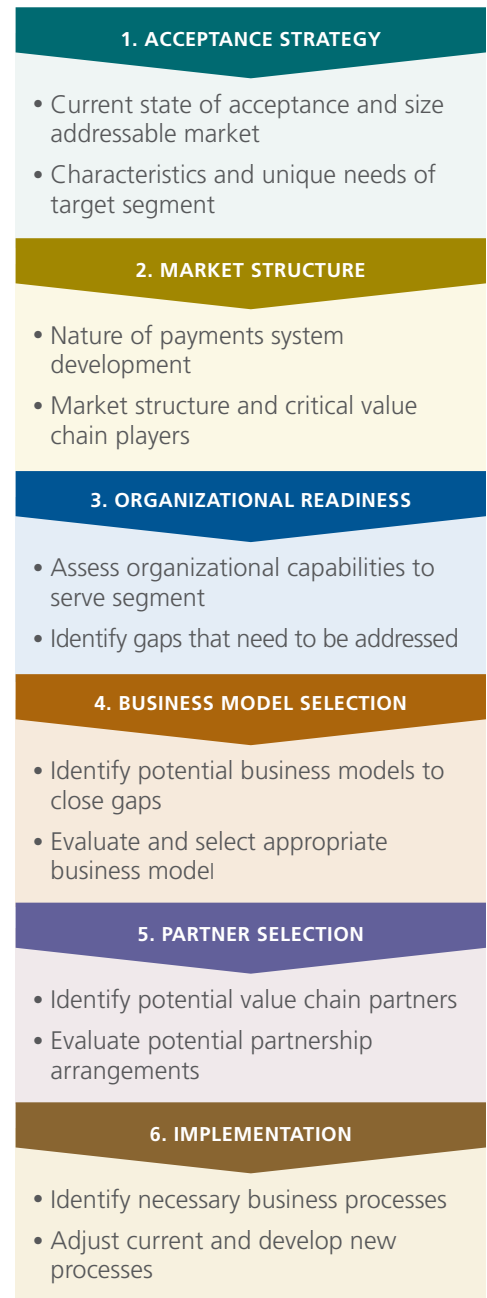 1. ACCEPTANCE STRATEGY
• Current state of acceptance and size
addressable market
• Characteristics and unique needs of
target segment
2. MARKET STRUCTURE
• Nature of payments system
development
• Market structure and critical value
chain players
3. ORGANIZATIONAL READINESS
• Assess organizational capabilities to
serve segment
• Identify gaps that need to be addressed
4. BUSINESS MODEL SELECTION
• Identify potential business models to
close gaps
• Evaluate and select appropriate
business model
5. PARTNER SELECTION
• Identify potential value chain partners
• Evaluate potential partnership
arrangements
6. IMPLEMENTATION
• Identify necessary business processes
• Adjust current and develop new
processes